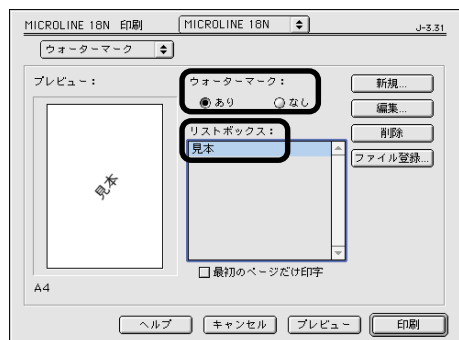 MICROLINE 18N 印刷 MICROLINE 18N J-3.31
ウォーターマーク
プレビュー：
見本
A4
ウォーターマーク：
あり なし
リストボックス：
見本
最初のページだけ印字
新規...
編集...
削除
ファイル登録...
ヘルプ キャンセル プレビュー 印刷